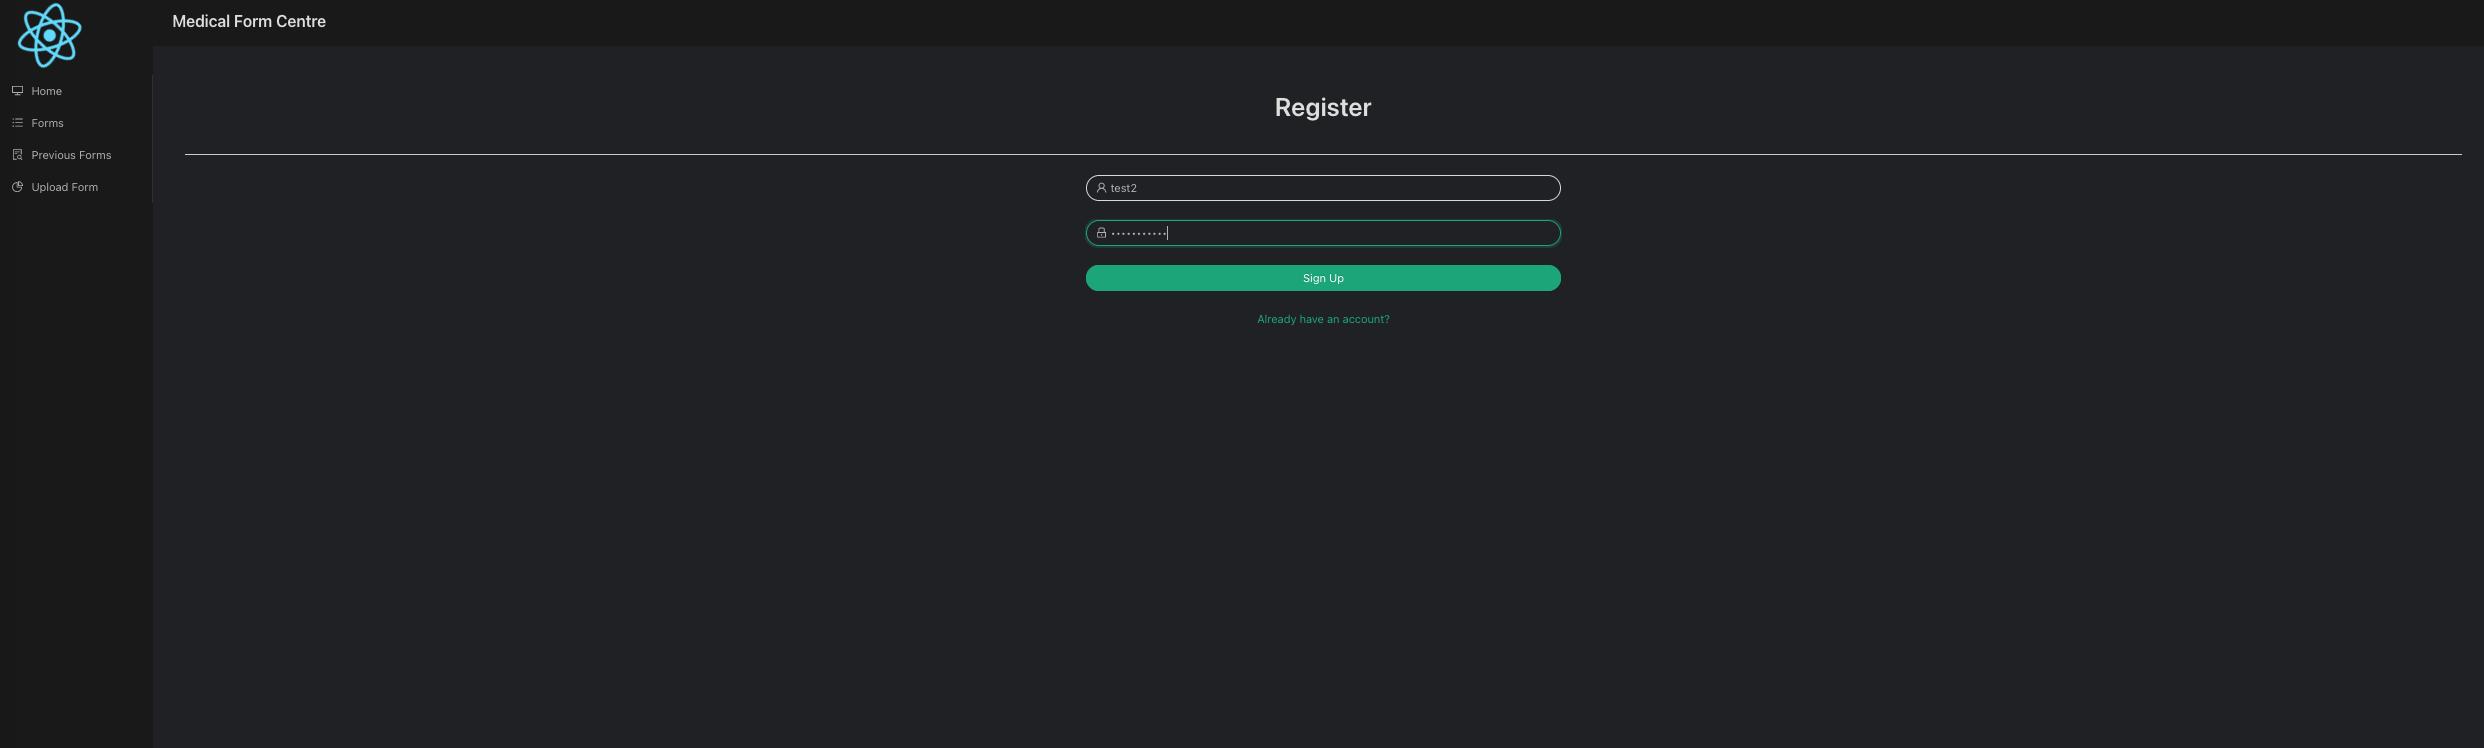 Medical Form Centre
Home
Forms
Previous Forms
Upload Form
Register
test2
•••••••••••
Sign Up
Already have an account?